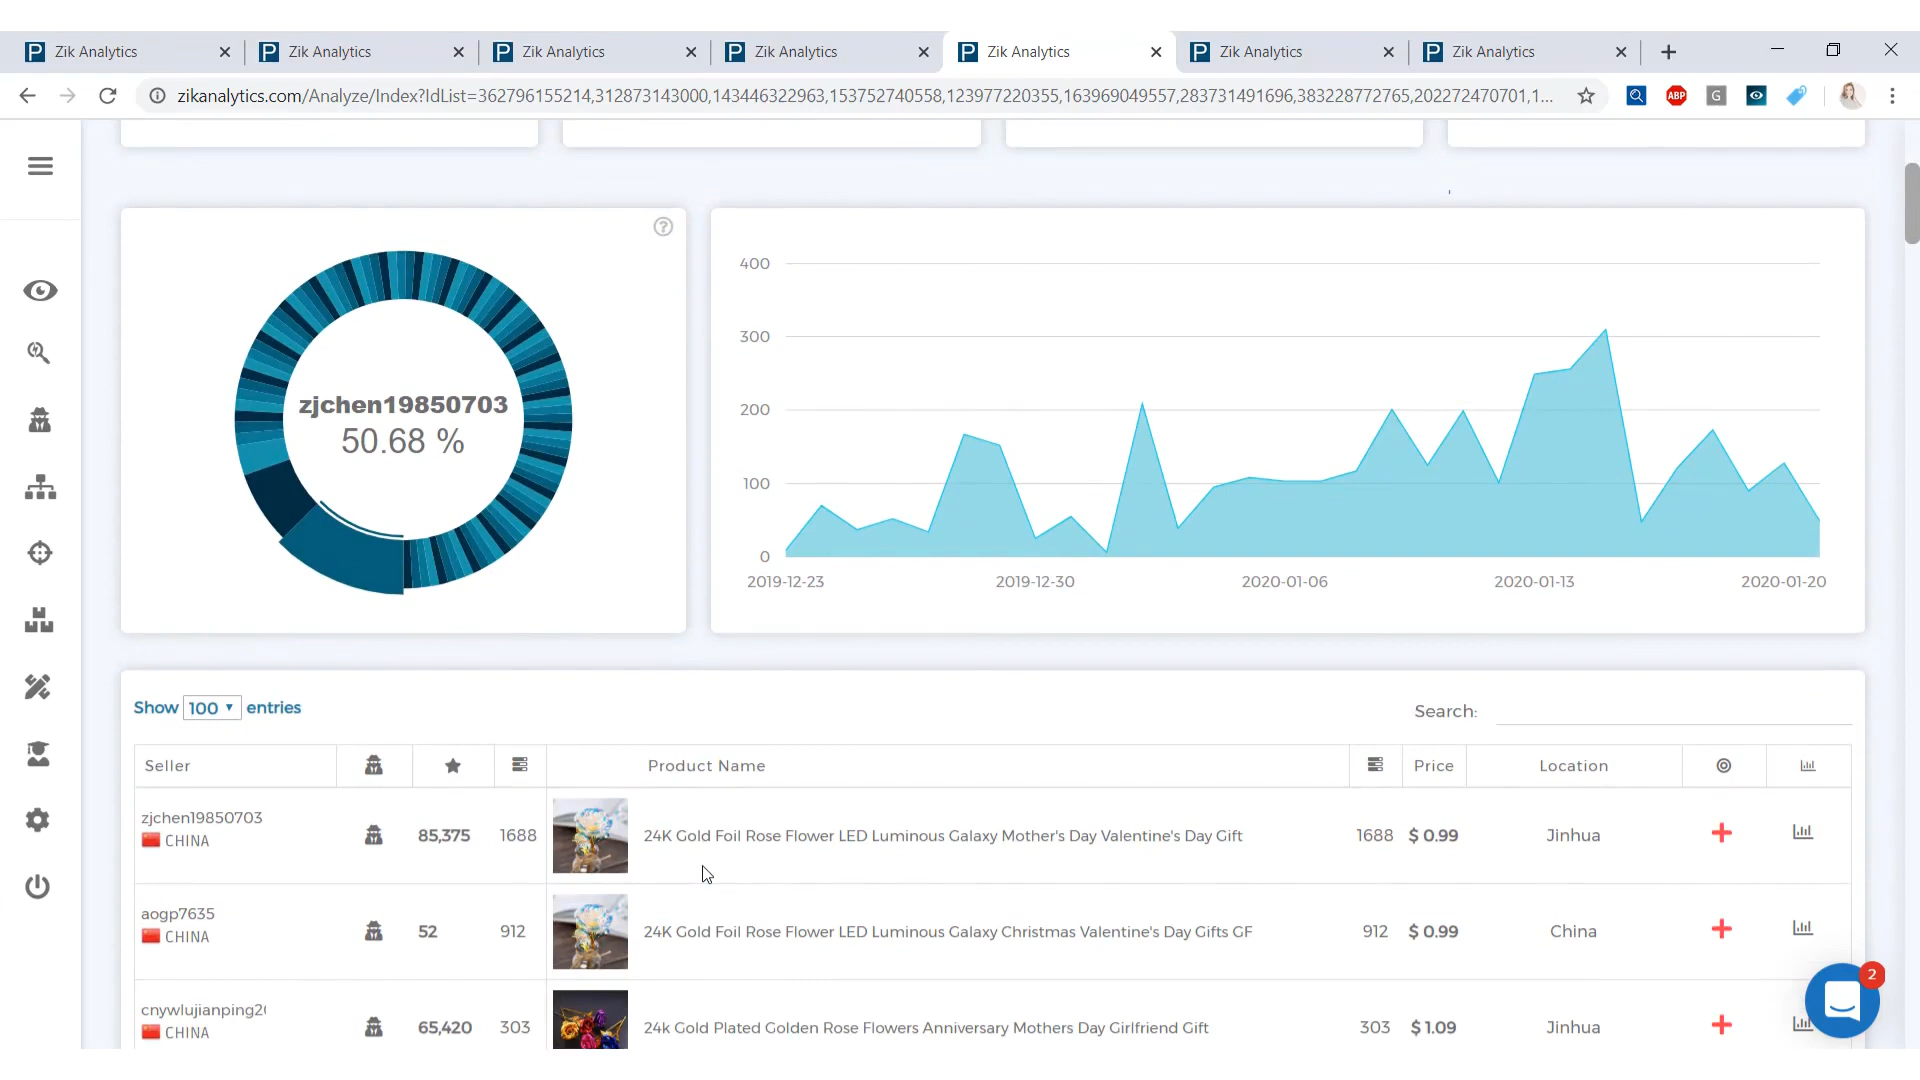 Zik Analytics Zik Analytics Zik Analytics Zik Analytics Zik Analytics Zik Analytics Zik Analytics
zikanalytics.com/Analyze/Index?IdList=362796155214,312873143000,143446322963,153752740558,123977220355,163969049557,283731491696,383228772765,202272470701,1...
ABP G
zjchen19850703
50.68 %
400
300
200
100
0
2019-12-23 2019-12-30 2020-01-06 2020-01-13 2020-01-20
Show 100 entries
Search:
Seller Product Name Price Location
zjchen19850703
CHINA
85,375 1688 24K Gold Foil Rose Flower LED Luminous Galaxy Mother's Day Valentine's Day Gift 1688 $ 0.99 Jinhua
aogp7635
CHINA
52 912 24K Gold Foil Rose Flower LED Luminous Galaxy Christmas Valentine's Day Gifts GF 912 $ 0.99 China
cnywlujianping2
CHINA
65,420 303 24k Gold Plated Golden Rose Flowers Anniversary Mothers Day Girlfriend Gift 303 $ 1.09 Jinhua
2